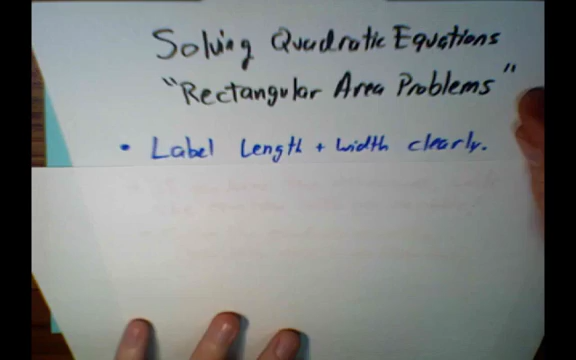 Solving Quadratic Equations
"Rectangular Area Problems"
• Label Length + Width clearly.